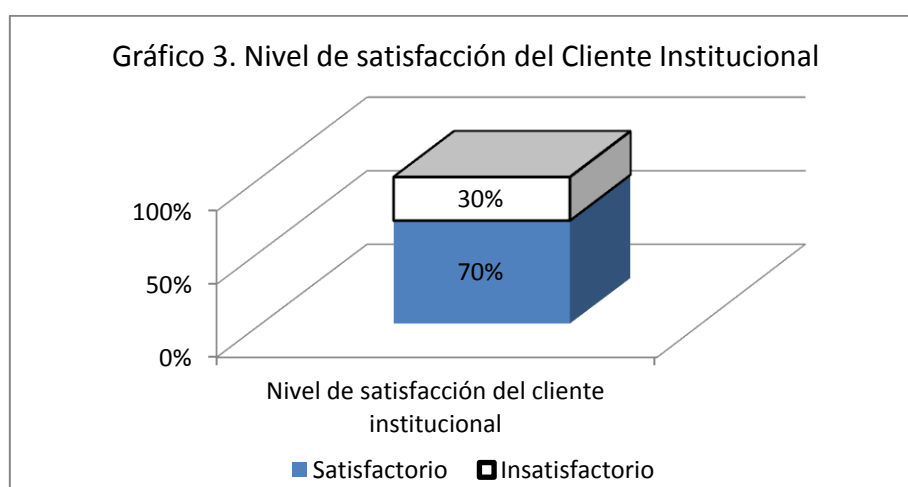 Gráfico 3. Nivel de satisfacción del Cliente Institucional
30%
100%
70%
50%
0%
Nivel de satisfacción del cliente
institucional
Satisfactorio Insatisfactorio